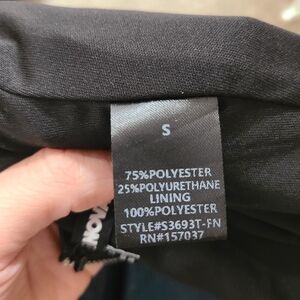 S
75%POLYESTER
25%POLYURETHANE
LINING
100%POLYESTER
STYLE#S3693T-FN
RN#157037